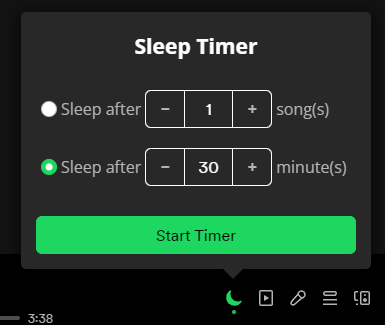 Sleep Timer
Sleep after − 1 + song(s)
Sleep after − 30 + minute(s)
Start Timer
3:38